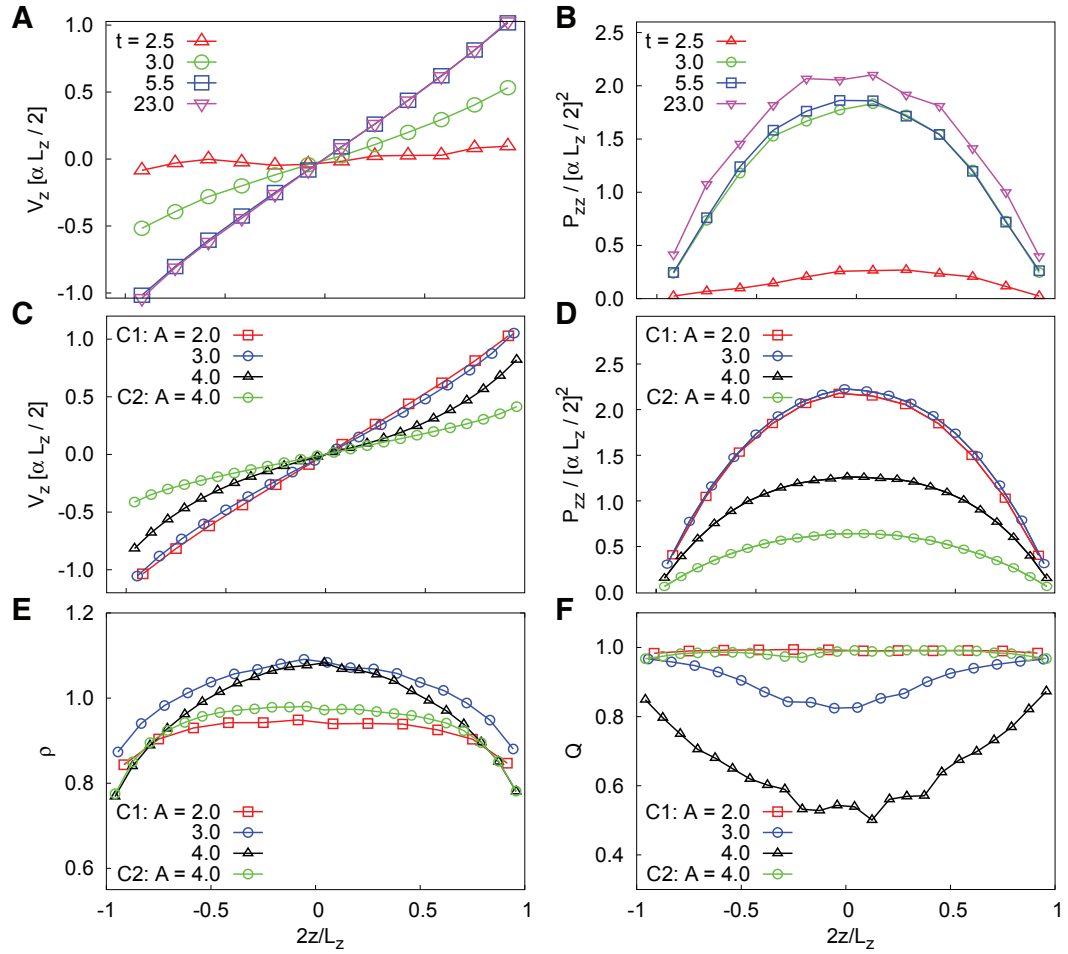 A
1.0
0.5
0.0
-0.5
-1.0
V_z [α L_z / 2]
t = 2.5
3.0
5.5
23.0
B
2.5
2.0
1.5
1.0
0.5
0.0
P_zz / [α L_z / 2]^2
t = 2.5
3.0
5.5
23.0
C
1.0
0.5
0.0
-0.5
-1.0
V_z [α L_z / 2]
C1: A = 2.0
3.0
4.0
C2: A = 4.0
D
2.5
2.0
1.5
1.0
0.5
0.0
P_zz / [α L_z / 2]^2
C1: A = 2.0
3.0
4.0
C2: A = 4.0
E
1.2
1.0
0.8
0.6
ρ
C1: A = 2.0
3.0
4.0
C2: A = 4.0
-1
-0.5
0
0.5
1
2z/L_z
F
1.0
0.8
0.6
0.4
Q
C1: A = 2.0
3.0
4.0
C2: A = 4.0
-1
-0.5
0
0.5
1
2z/L_z